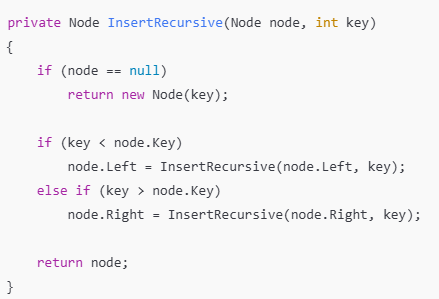 private Node InsertRecursive(Node node, int key)
{
    if (node == null)
        return new Node(key);

    if (key < node.Key)
        node.Left = InsertRecursive(node.Left, key);
    else if (key > node.Key)
        node.Right = InsertRecursive(node.Right, key);

    return node;
}